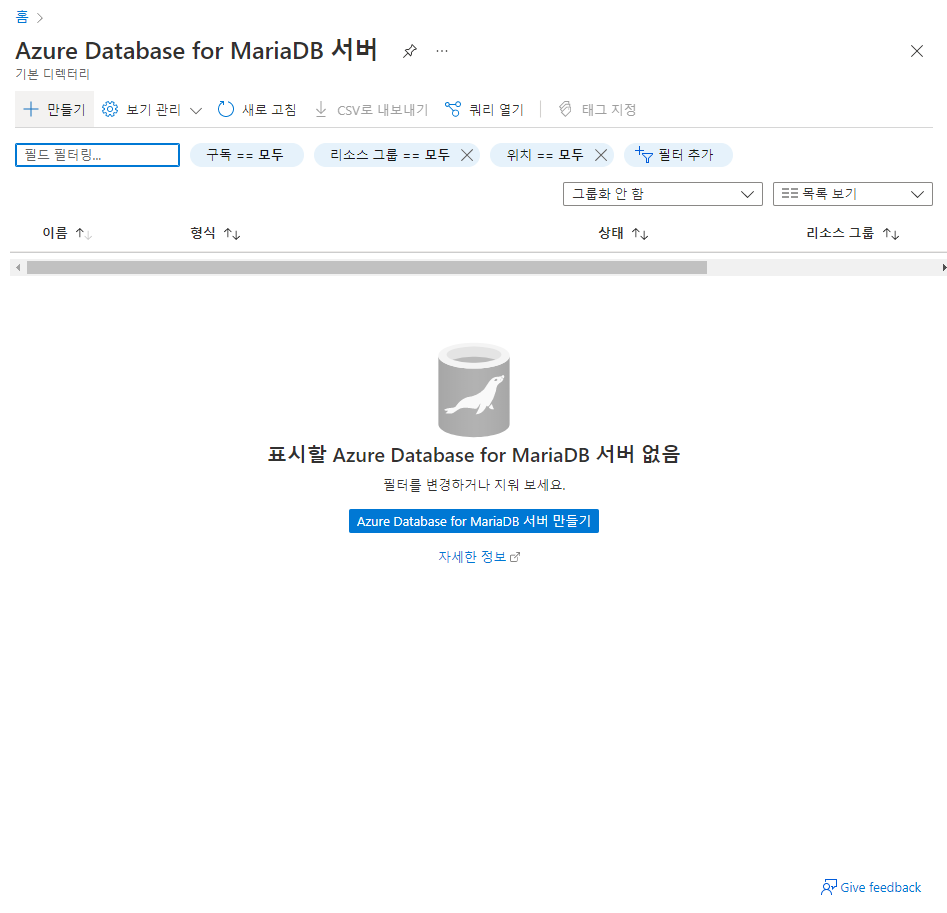 홈
Azure Database for MariaDB 서버 ...
기본 디렉터리
만들기 보기 관리 새로 고침 CSV로 내보내기 쿼리 열기 태그 지정
필드 필터링... 구독 == 모두 리소스 그룹 == 모두 위치 == 모두 필터 추가
그룹화 안 함 목록 보기
이름 형식 상태 리소스 그룹
표시할 Azure Database for MariaDB 서버 없음
필터를 변경하거나 지워 보세요.
Azure Database for MariaDB 서버 만들기
자세한 정보
Give feedback